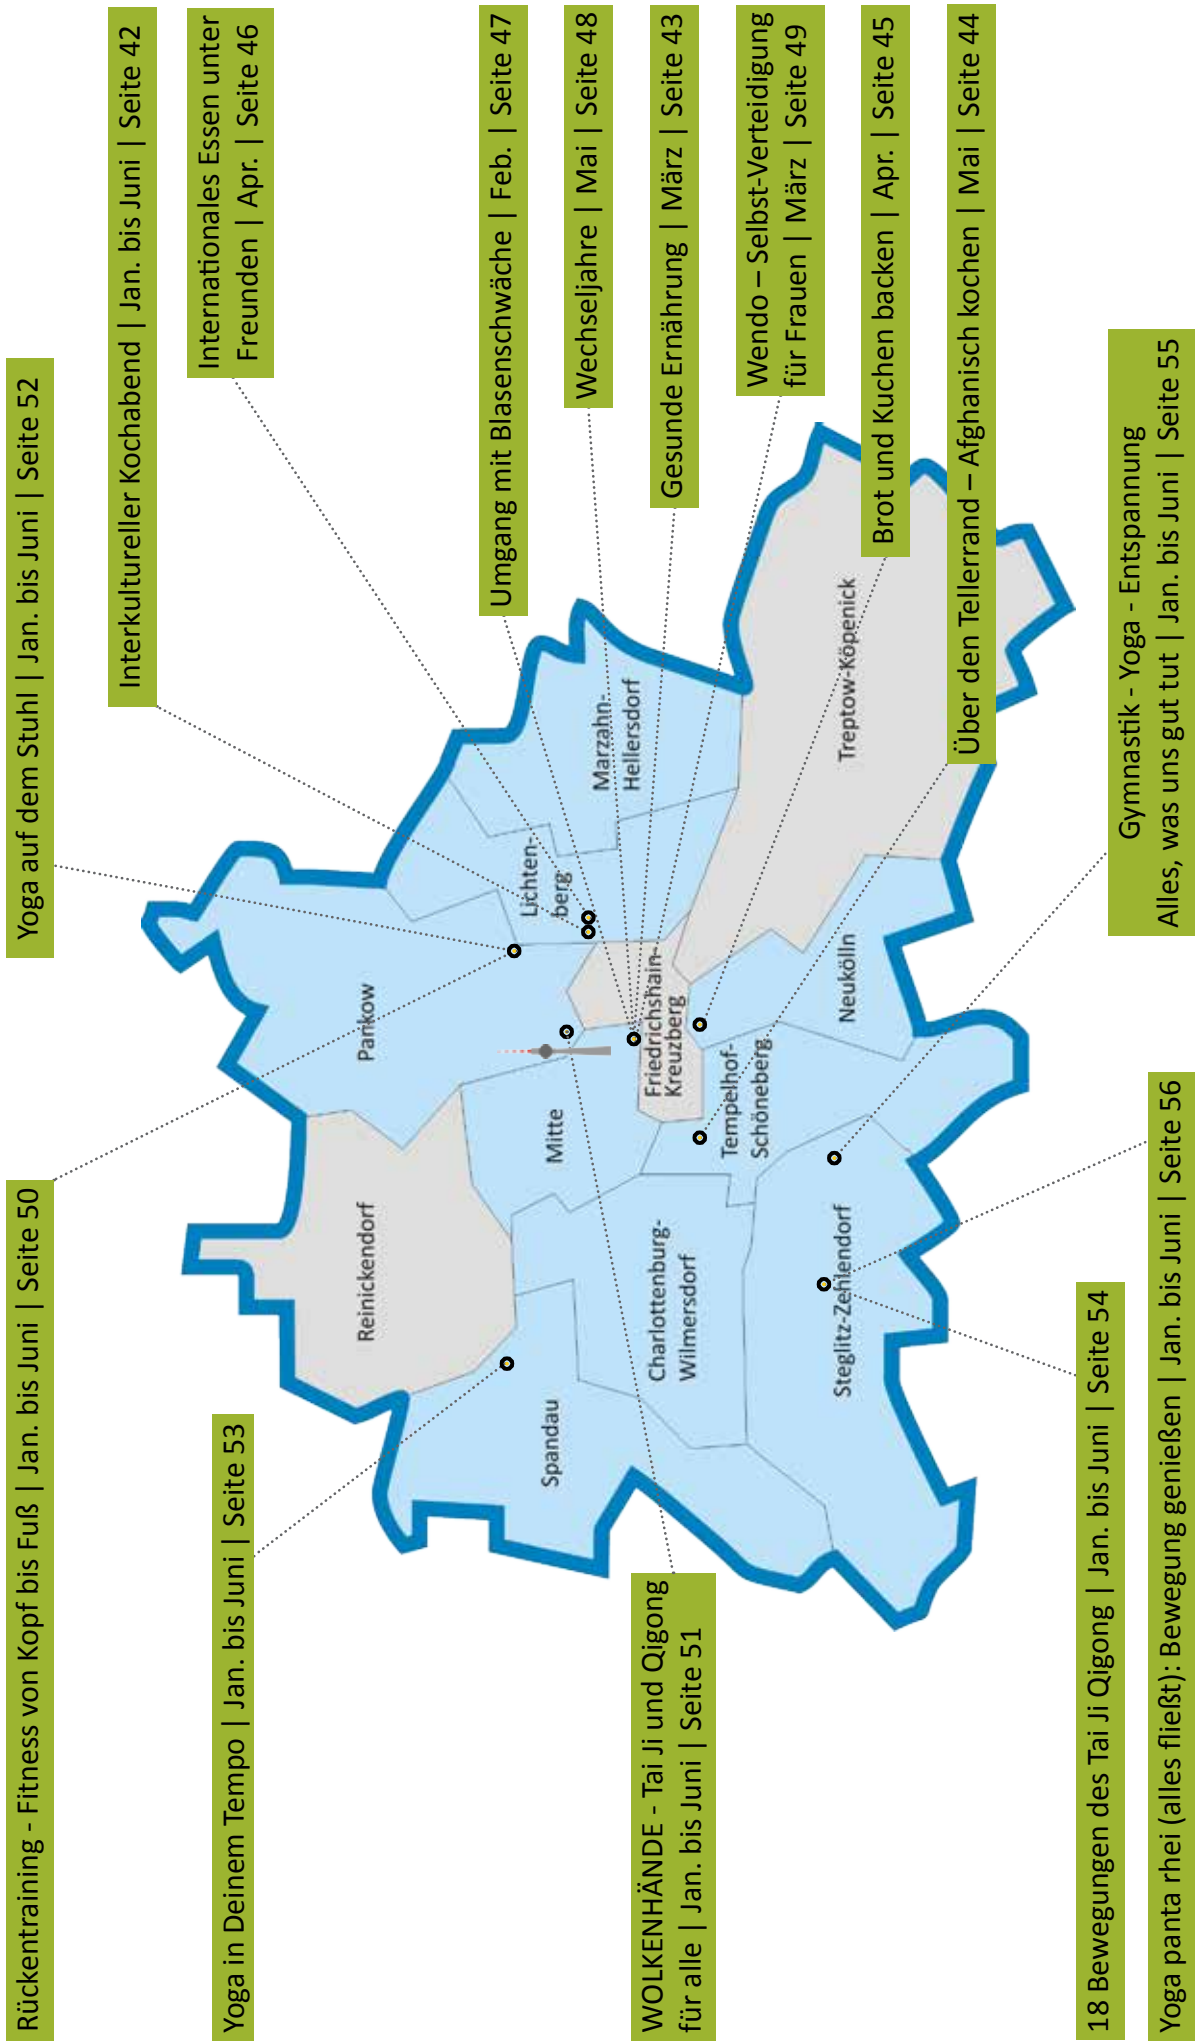 Rückentraining - Fitness von Kopf bis Fuß | Jan. bis Juni | Seite 50
Yoga auf dem Stuhl | Jan. bis Juni | Seite 52
Interkultureller Kochabend | Jan. bis Juni | Seite 42
Internationales Essen unter
Freunden | Apr. | Seite 46
Yoga in Deinem Tempo | Jan. bis Juni | Seite 53
Umgang mit Blasenschwäche | Feb. | Seite 47
Wechseljahre | Mai | Seite 48
Gesunde Ernährung | März | Seite 43
Wendo – Selbst-Verteidigung
für Frauen | März | Seite 49
Brot und Kuchen backen | Apr. | Seite 45
Über den Tellerrand – Afghanisch kochen | Mai | Seite 44
Gymnastik - Yoga - Entspannung
Alles, was uns gut tut | Jan. bis Juni | Seite 55
WOLKENHÄNDE - Tai Ji und Qigong
für alle | Jan. bis Juni | Seite 51
18 Bewegungen des Tai Ji Qigong | Jan. bis Juni | Seite 54
Yoga panta rhei (alles fließt): Bewegung genießen | Jan. bis Juni | Seite 56
Reinickendorf
Pankow
Lichten-
berg
Marzahn-
Hellersdorf
Spandau
Mitte
Charlottenburg-
Wilmersdorf
Friedrichshain-
Kreuzberg
Tempelhof-
Schöneberg
Steglitz-Zehlendorf
Neukölln
Treptow-Köpenick